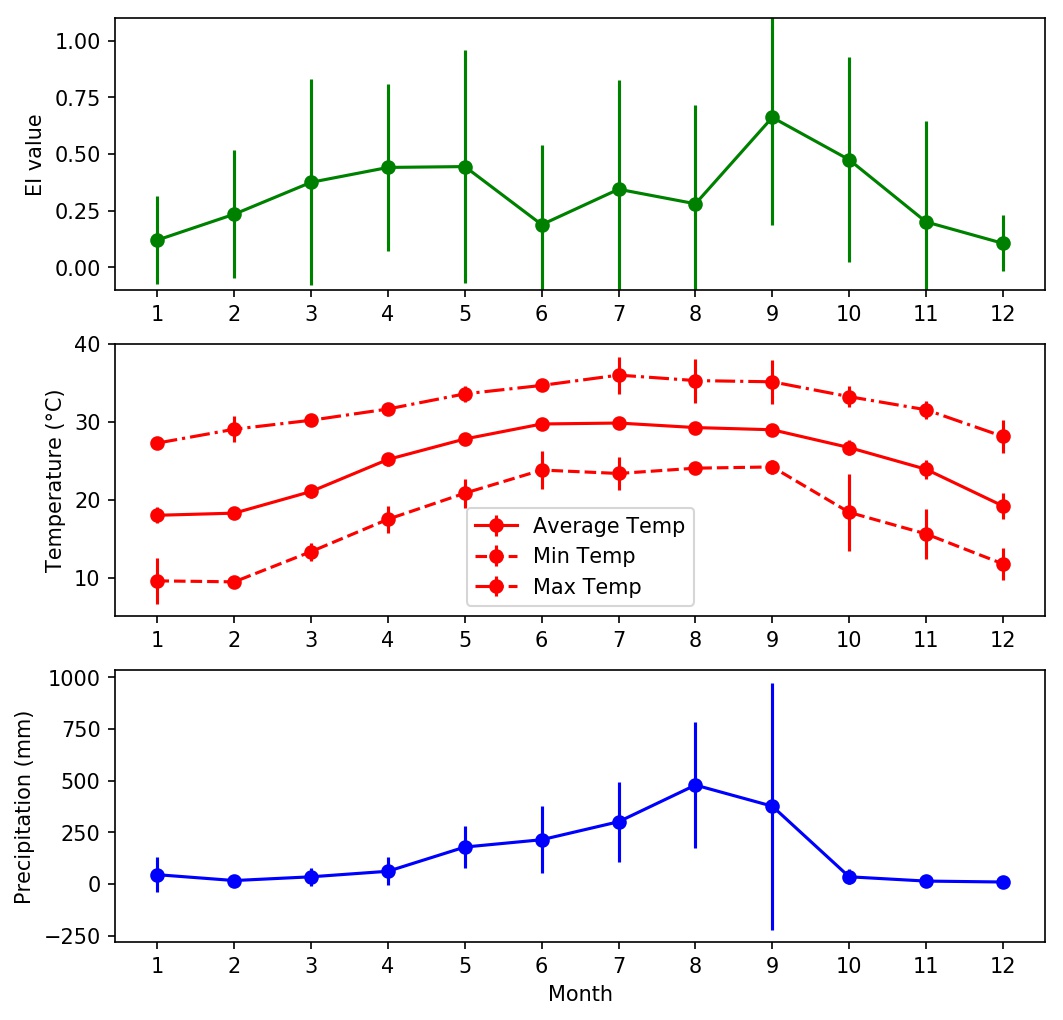 EI value
1.00
0.75
0.50
0.25
0.00
1 2 3 4 5 6 7 8 9 10 11 12
Temperature (°C)
40
30
20
10
Average Temp
Min Temp
Max Temp
1 2 3 4 5 6 7 8 9 10 11 12
Precipitation (mm)
1000
750
500
250
0
−250
1 2 3 4 5 6 7 8 9 10 11 12
Month